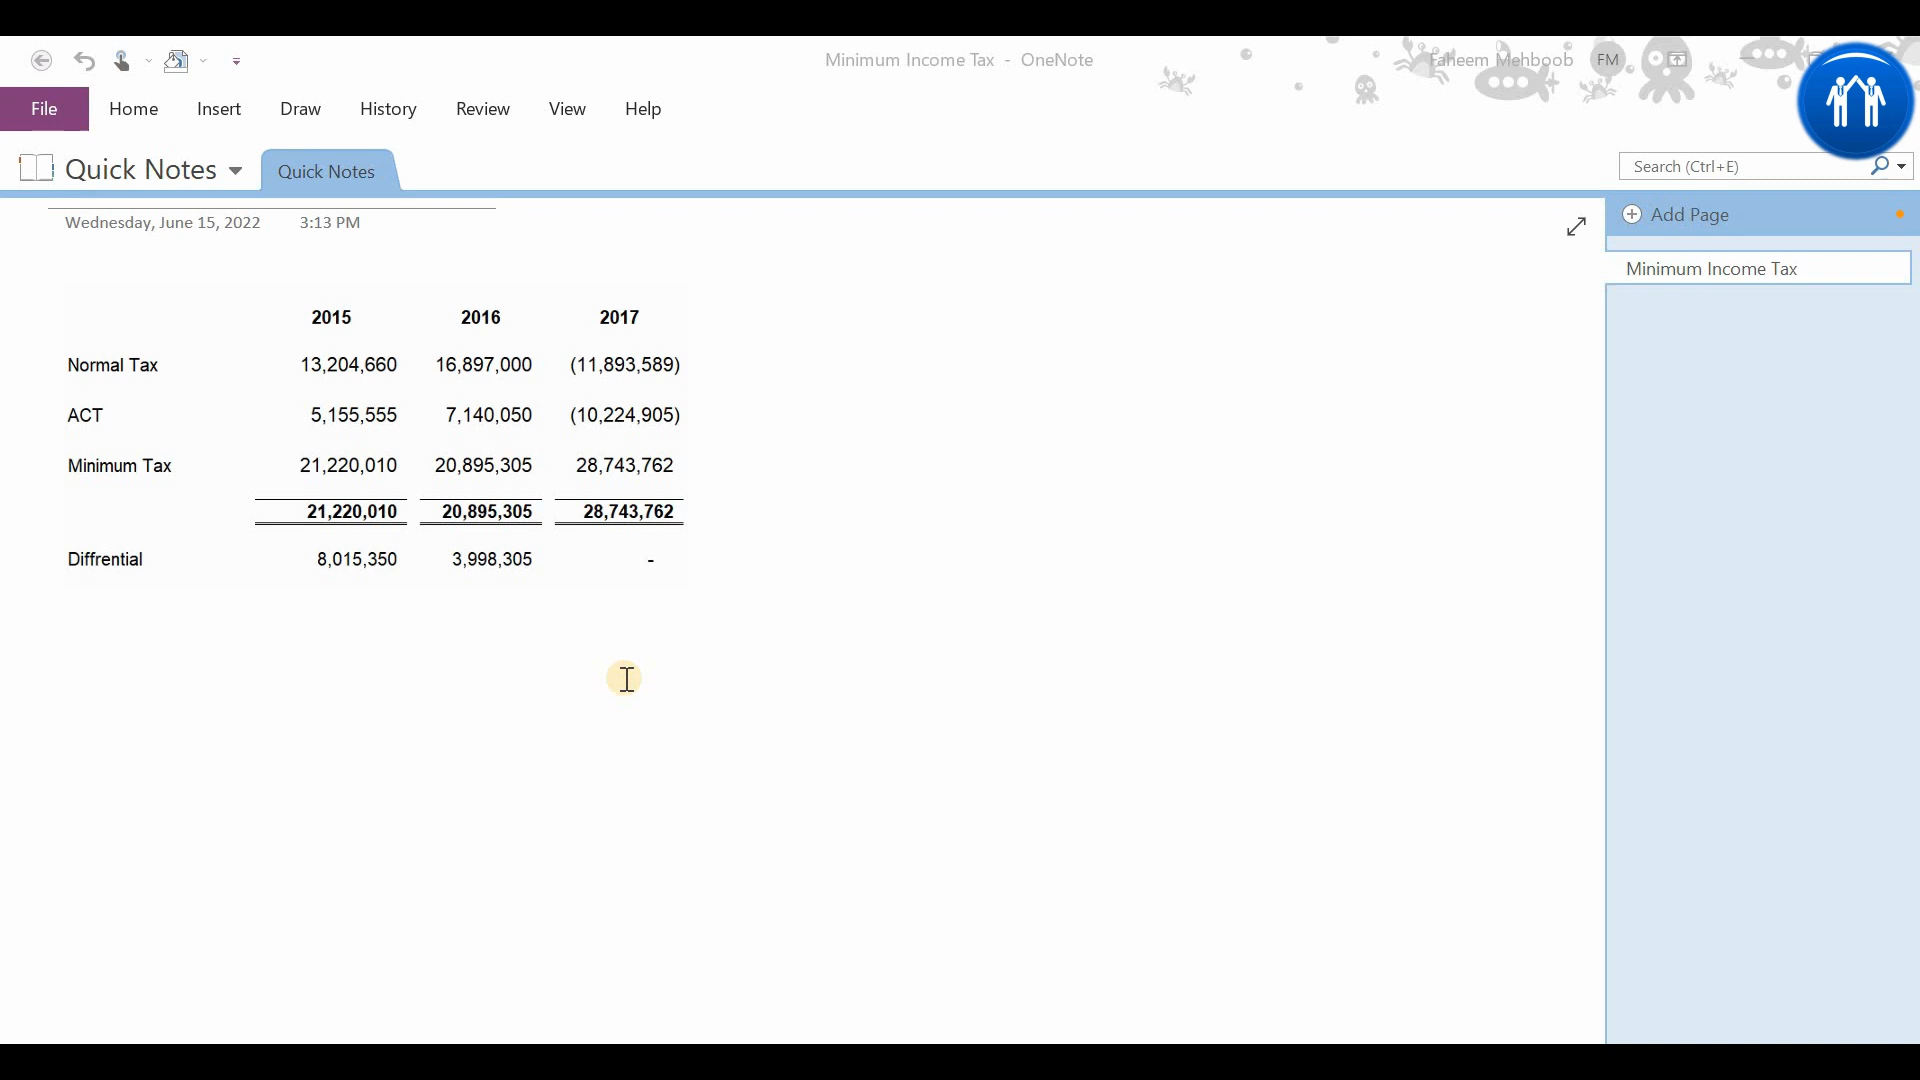 Minimum Income Tax - OneNote
Faheem Mehboob FM
File Home Insert Draw History Review View Help
Quick Notes Quick Notes
Search (Ctrl+E)
Wednesday, June 15, 2022 3:13 PM
Add Page
Minimum Income Tax
2015 2016 2017
Normal Tax 13,204,660 16,897,000 (11,893,589)
ACT 5,155,555 7,140,050 (10,224,905)
Minimum Tax 21,220,010 20,895,305 28,743,762
21,220,010 20,895,305 28,743,762
Diffrential 8,015,350 3,998,305 -